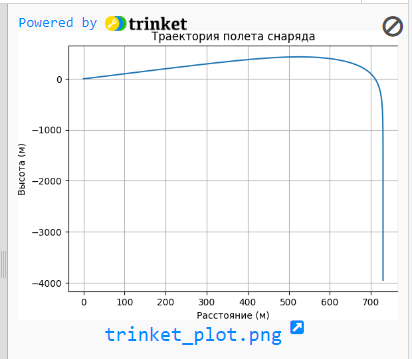 Powered by trinket
Траектория полета снаряда
Высота (м)
0
−1000
−2000
−3000
−4000
0 100 200 300 400 500 600 700
Расстояние (м)
trinket_plot.png